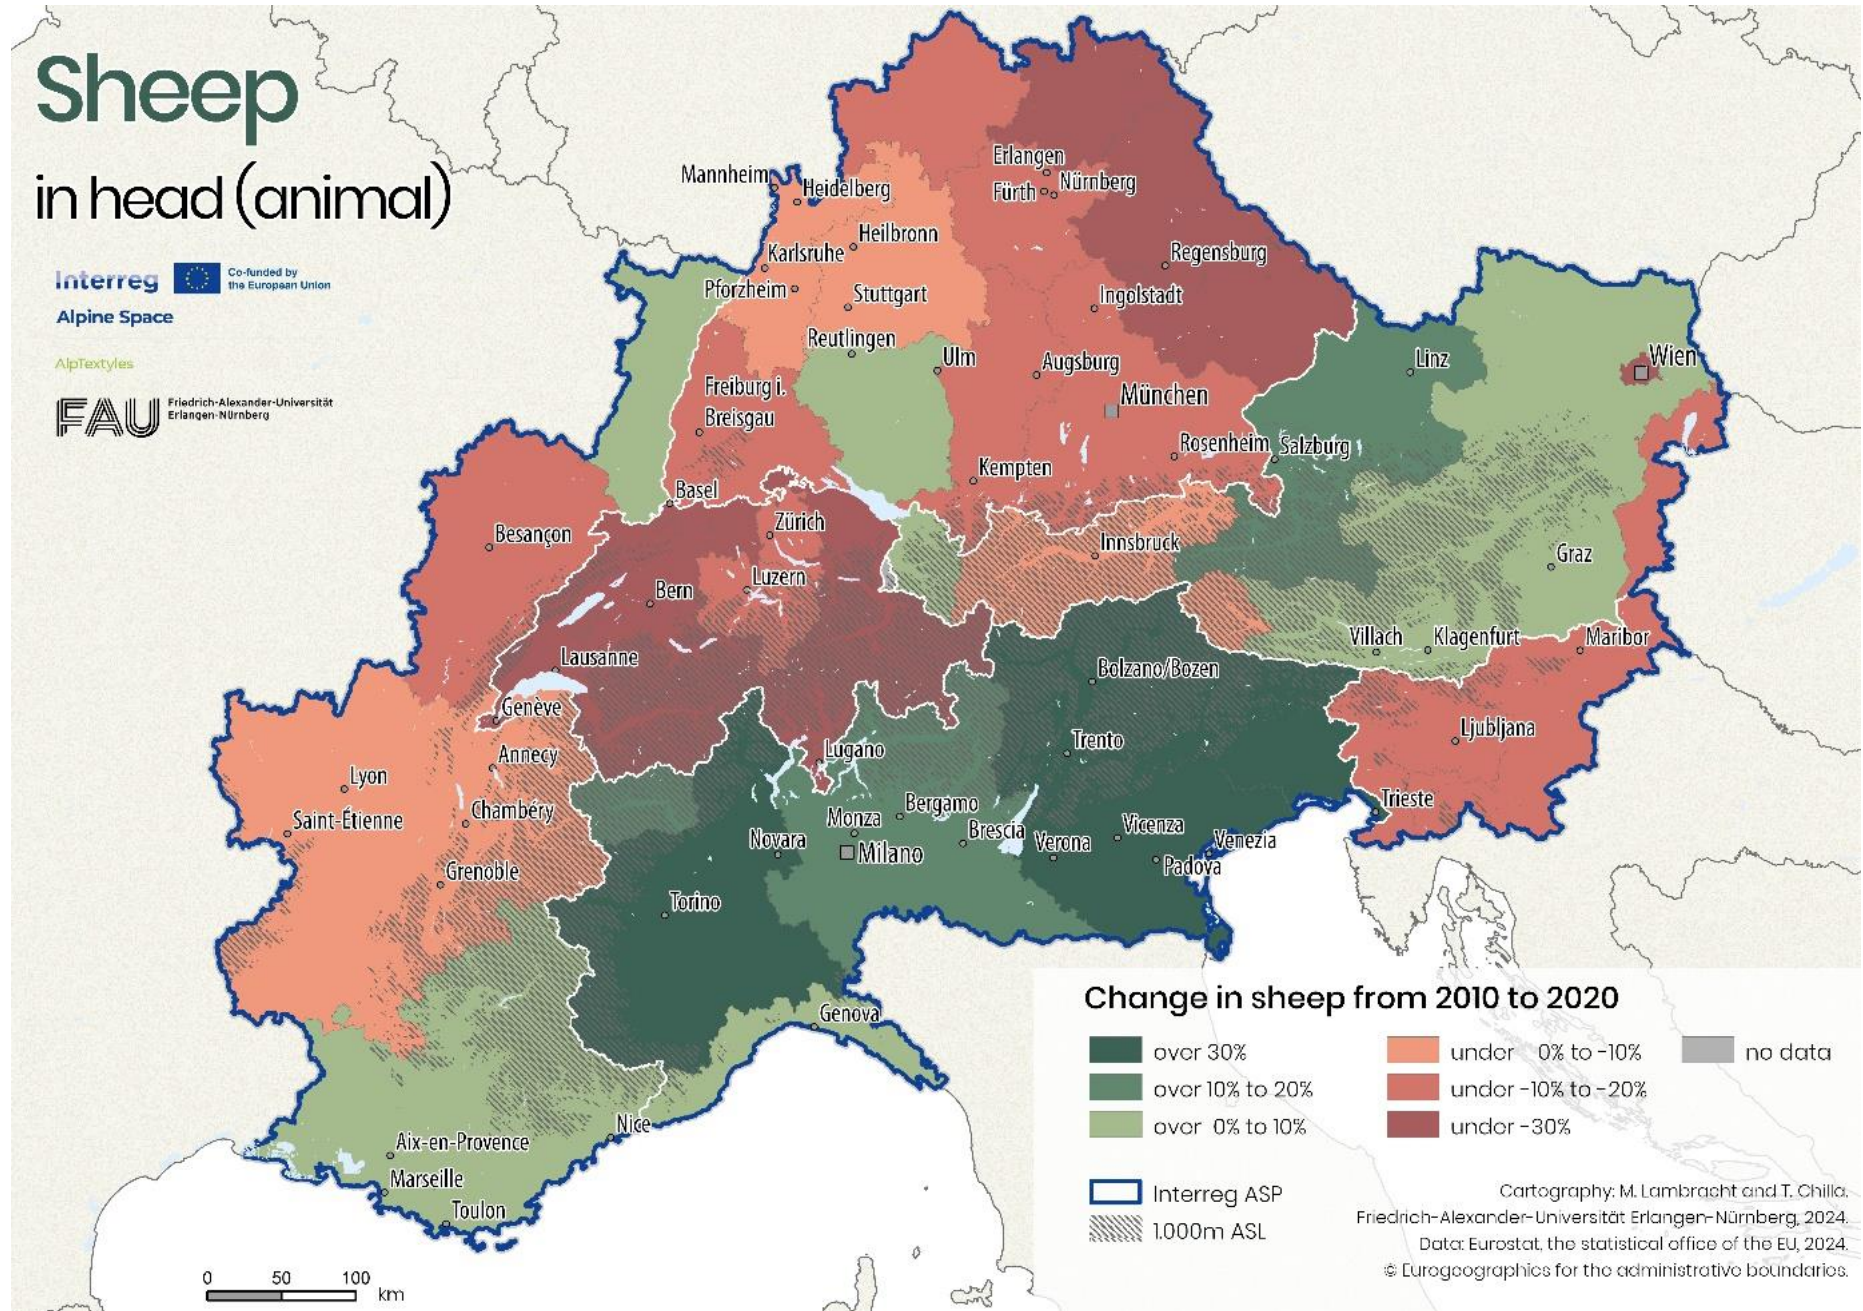 Sheep
in head (animal)
Interreg
Co-funded by
the European Union
Alpine Space
AlpTextyles
FAU
Friedrich-Alexander-Universität
Erlangen-Nürnberg
Mannheim
Heidelberg
Erlangen
Fürth
Nürnberg
Karlsruhe
Heilbronn
Regensburg
Pforzheim
Stuttgart
Ingolstadt
Reutlingen
Ulm
Augsburg
Linz
Wien
Freiburg i.
Breisgau
München
Kempten
Rosenheim
Salzburg
Basel
Besançon
Zürich
Innsbruck
Graz
Bern
Luzern
Lausanne
Villach
Klagenfurt
Maribor
Bolzano/Bozen
Genève
Ljubljana
Annecy
Lugano
Trento
Lyon
Saint-Étienne
Chambéry
Bergamo
Monza
Trieste
Novara
Milano
Brescia
Verona
Vicenza
Venezia
Padova
Grenoble
Torino
Genova
Nice
Aix-en-Provence
Marseille
Toulon
Change in sheep from 2010 to 2020
over 30%
over 10% to 20%
over 0% to 10%
under 0% to -10%
under -10% to -20%
under -30%
no data
Interreg ASP
1.000m ASL
Cartography: M. Lambracht and T. Chilla.
Friedrich-Alexander-Universität Erlangen-Nürnberg, 2024.
Data: Eurostat, the statistical office of the EU, 2024.
© Eurogeographics for the administrative boundaries.
0 50 100
km